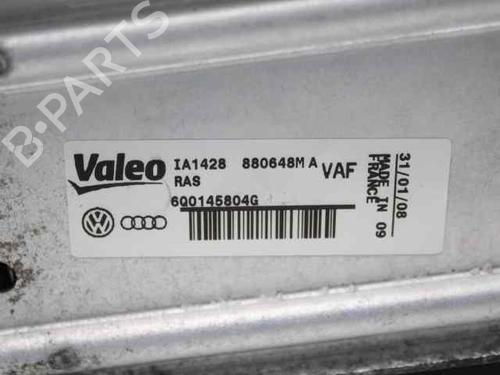 Valeo
IA1428 880648M A
RAS
VAF
6Q0145804G
31/01/08
MADE IN 09
FRANCE
B-PARTS